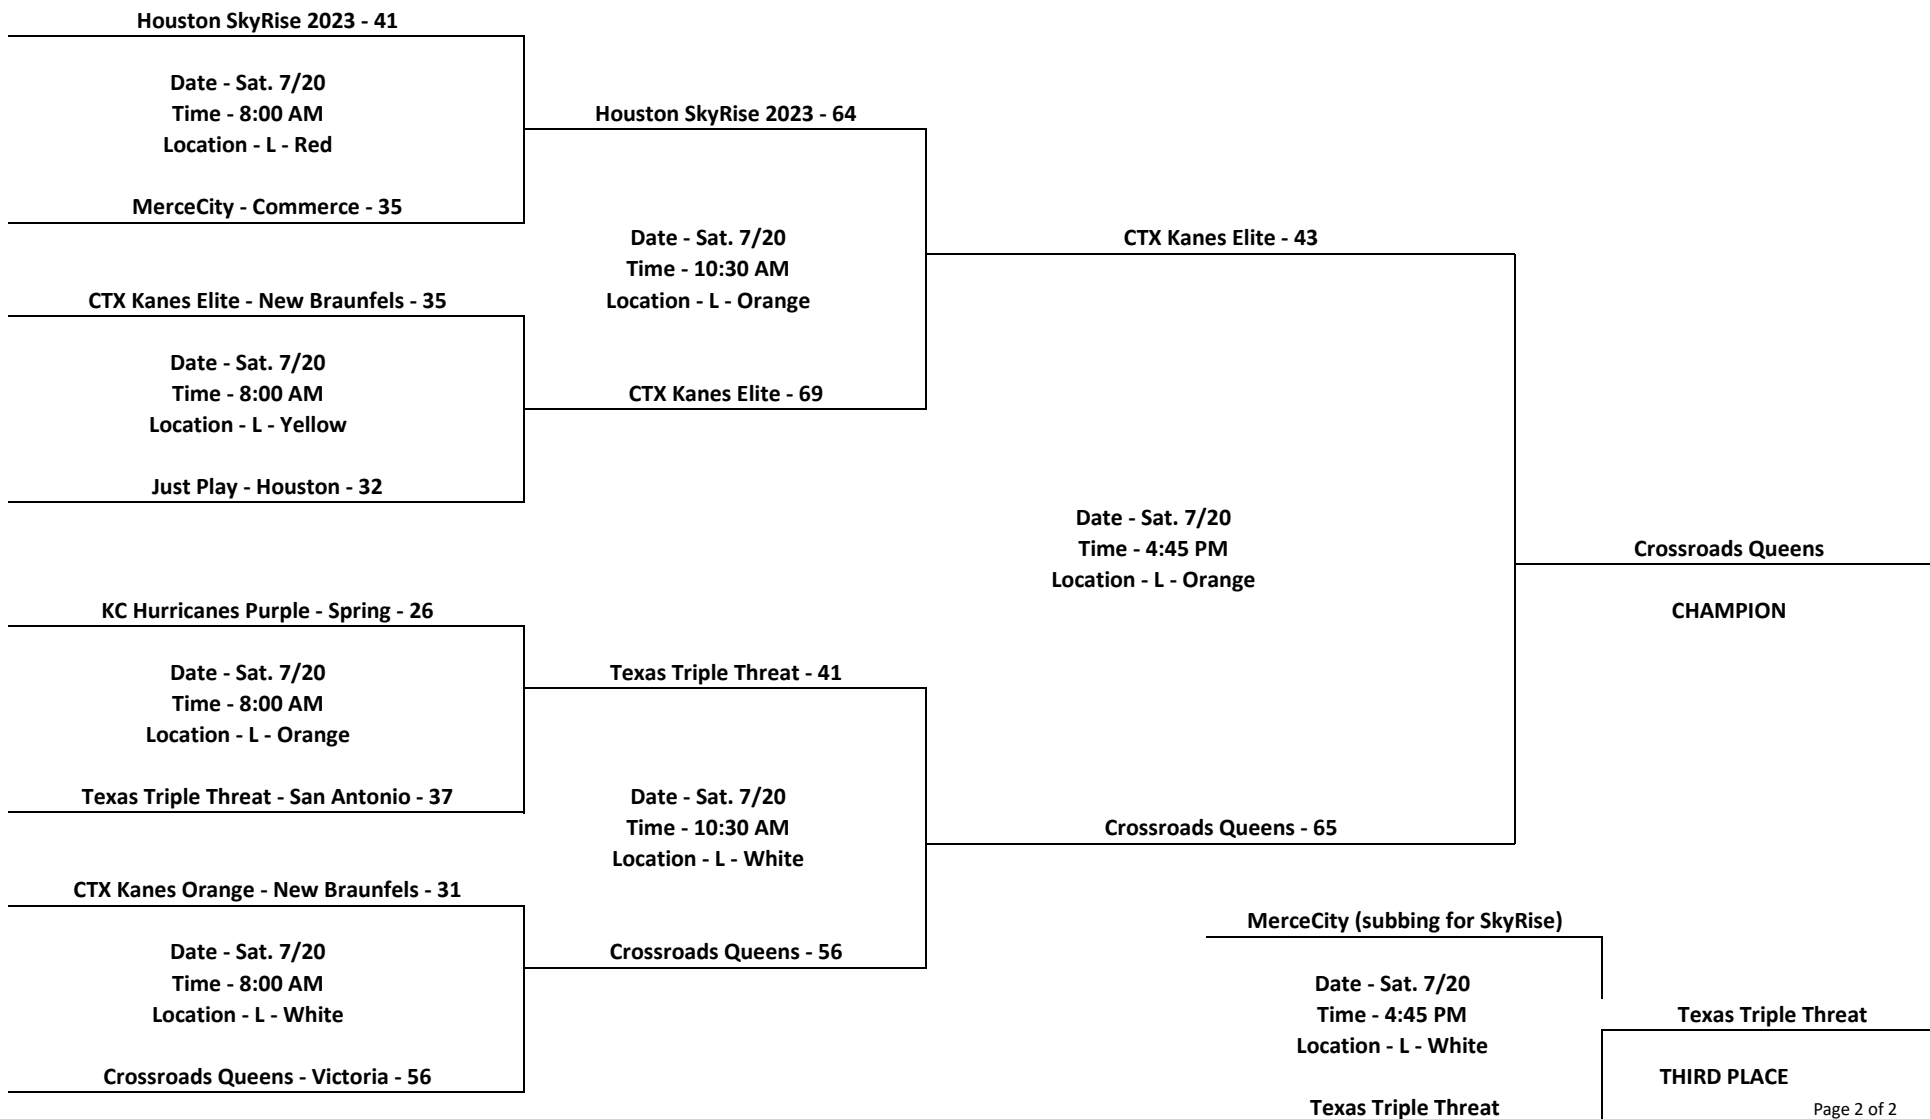 Houston SkyRise 2023 - 41
Date - Sat. 7/20
Time - 8:00 AM
Location - L - Red
MerceCity - Commerce - 35
CTX Kanes Elite - New Braunfels - 35
Date - Sat. 7/20
Time - 8:00 AM
Location - L - Yellow
Just Play - Houston - 32
KC Hurricanes Purple - Spring - 26
Date - Sat. 7/20
Time - 8:00 AM
Location - L - Orange
Texas Triple Threat - San Antonio - 37
CTX Kanes Orange - New Braunfels - 31
Date - Sat. 7/20
Time - 8:00 AM
Location - L - White
Crossroads Queens - Victoria - 56
Houston SkyRise 2023 - 64
Date - Sat. 7/20
Time - 10:30 AM
Location - L - Orange
CTX Kanes Elite - 69
Texas Triple Threat - 41
Date - Sat. 7/20
Time - 10:30 AM
Location - L - White
Crossroads Queens - 56
CTX Kanes Elite - 43
Date - Sat. 7/20
Time - 4:45 PM
Location - L - Orange
Crossroads Queens - 65
Crossroads Queens
CHAMPION
MerceCity (subbing for SkyRise)
Date - Sat. 7/20
Time - 4:45 PM
Location - L - White
Texas Triple Threat
Texas Triple Threat
THIRD PLACE
Page 2 of 2